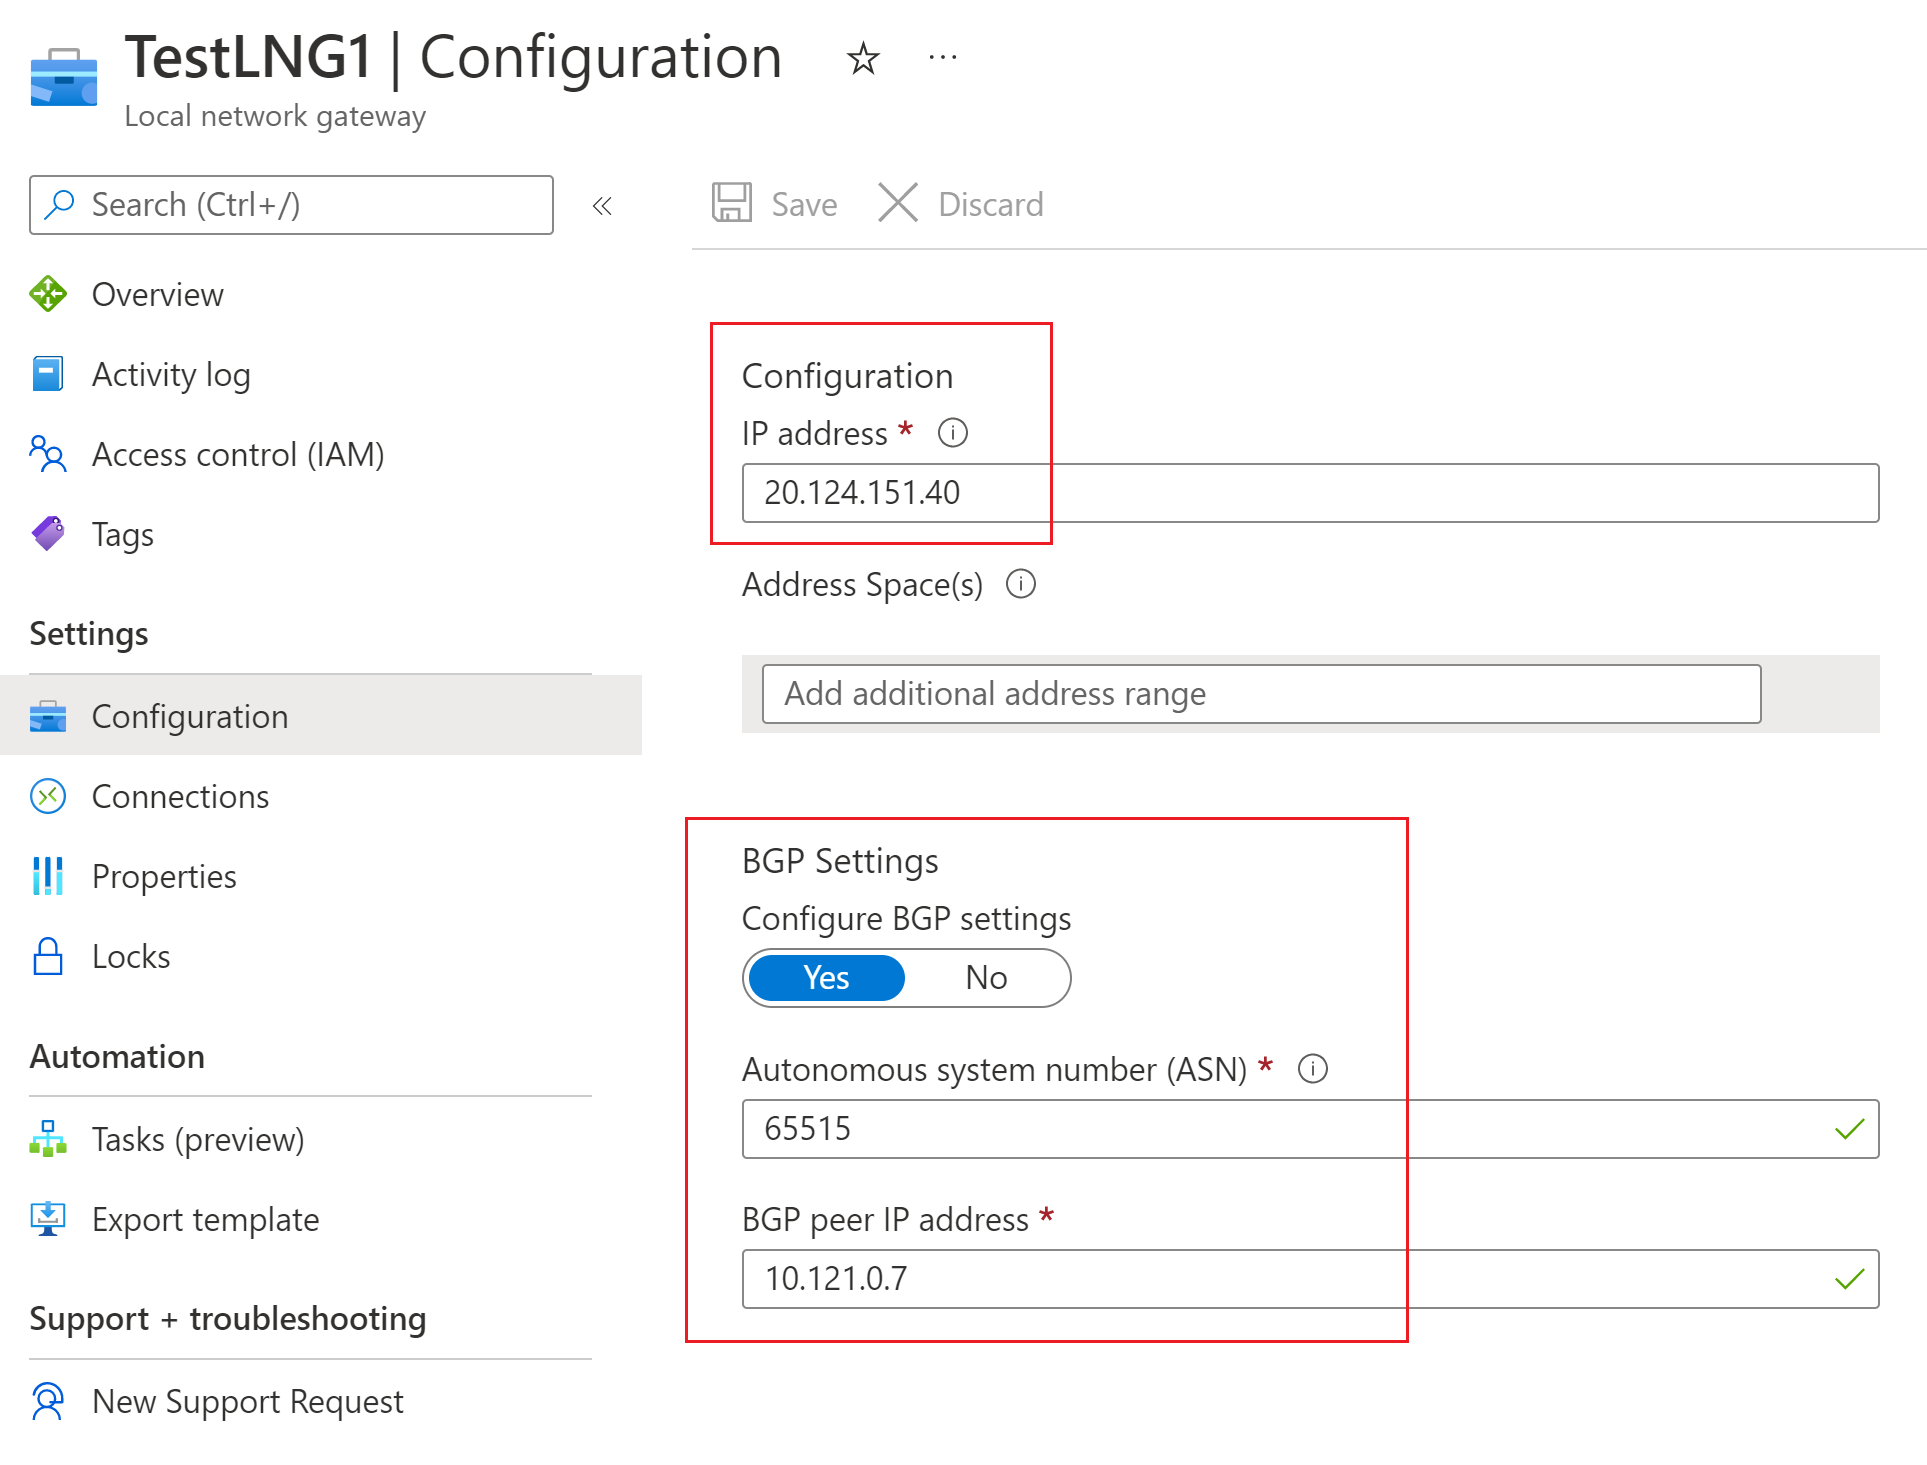 TestLNG1 | Configuration
Local network gateway
Search (Ctrl+/)
Save
Discard
Overview
Activity log
Access control (IAM)
Tags
Settings
Configuration
Connections
Properties
Locks
Automation
Tasks (preview)
Export template
Support + troubleshooting
New Support Request
Configuration
IP address *
20.124.151.40
Address Space(s)
Add additional address range
BGP Settings
Configure BGP settings
Yes No
Autonomous system number (ASN) *
65515
BGP peer IP address *
10.121.0.7